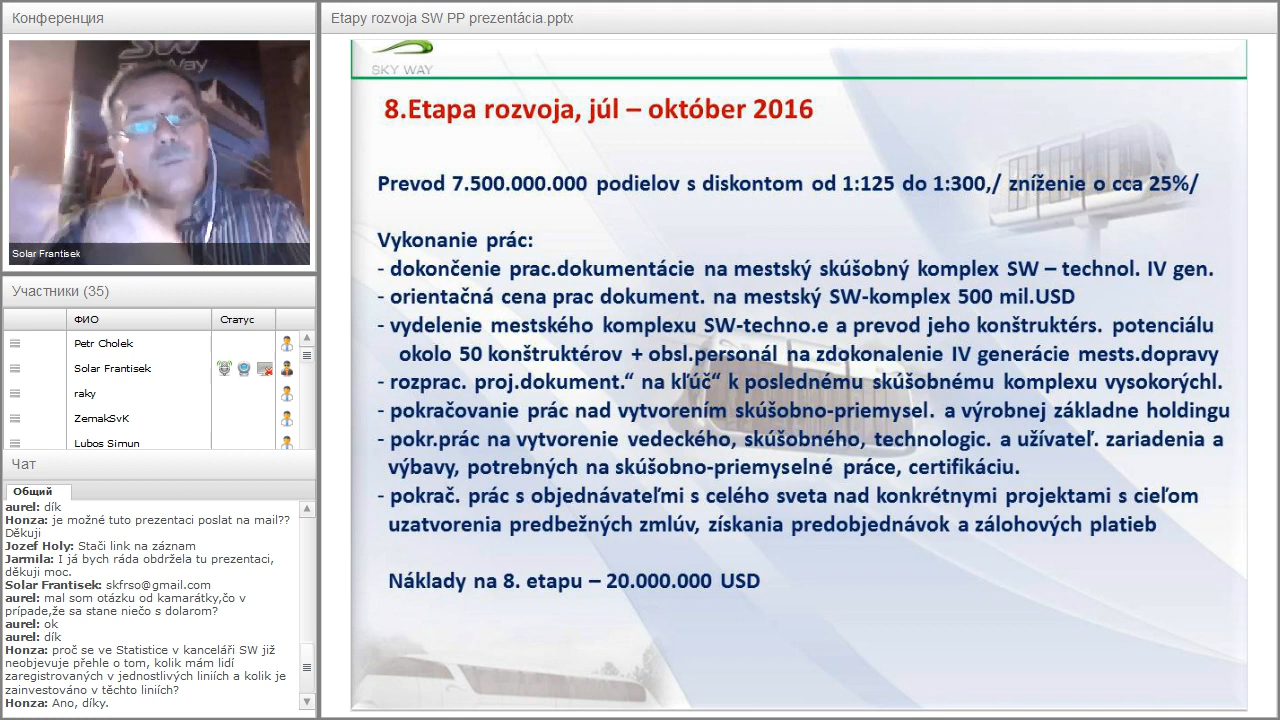 Конференция
SW
Solar Frantisek
Участники (35)
ФИО
Статус
Petr Cholek
Solar Frantisek
raky
ZemakSvK
Lubos Simun
Чат
Общий
aurel: dík
Honza: je možné tuto prezentaci poslat na mail??
Děkuji
Jozef Holy: Stači link na záznam
Jarmila: I já bych ráda obdržela tu prezentaci,
děkuji moc.
Solar Frantisek: skfrso@gmail.com
aurel: mal som otázku od kamarátky,čo v
prípade,že sa stane niečo s dolarom?
aurel: ok
aurel: dík
Honza: proč se ve Statistice v kanceláři SW již
neobjevuje přehle o tom, kolik mám lidí
zaregistrovaných v jednostlivých liniích a kolik je
zainvestováno v těchto liniích?
Honza: Ano, díky.
Etapy rozvoja SW PP prezentácia.pptx
SKY WAY
8.Etapa rozvoja, júl – október 2016
Prevod 7.500.000.000 podielov s diskontom od 1:125 do 1:300,/ zníženie o cca 25%/
Vykonanie prác:
- dokončenie prac.dokumentácie na mestský skúšobný komplex SW – technol. IV gen.
- orientačná cena prac dokument. na mestský SW-komplex 500 mil.USD
- vydelenie mestského komplexu SW-techno.e a prevod jeho konštruktérs. potenciálu
okolo 50 konštruktérov + obsl.personál na zdokonalenie IV generácie mests.dopravy
- rozprac. proj.dokument.“ na kľúč“ k poslednému skúšobnému komplexu vysokorýchl.
- pokračovanie prác nad vytvorením skúšobno-priemysel. a výrobnej základne holdingu
- pokr.prác na vytvorenie vedeckého, skúšobného, technologic. a užívateľ. zariadenia a
výbavy, potrebných na skúšobno-priemyselné práce, certifikáciu.
- pokrač. prác s objednávateľmi s celého sveta nad konkrétnymi projektami s cieľom
uzatvorenia predbežných zmlúv, získania predobjednávok a zálohových platieb
Náklady na 8. etapu – 20.000.000 USD